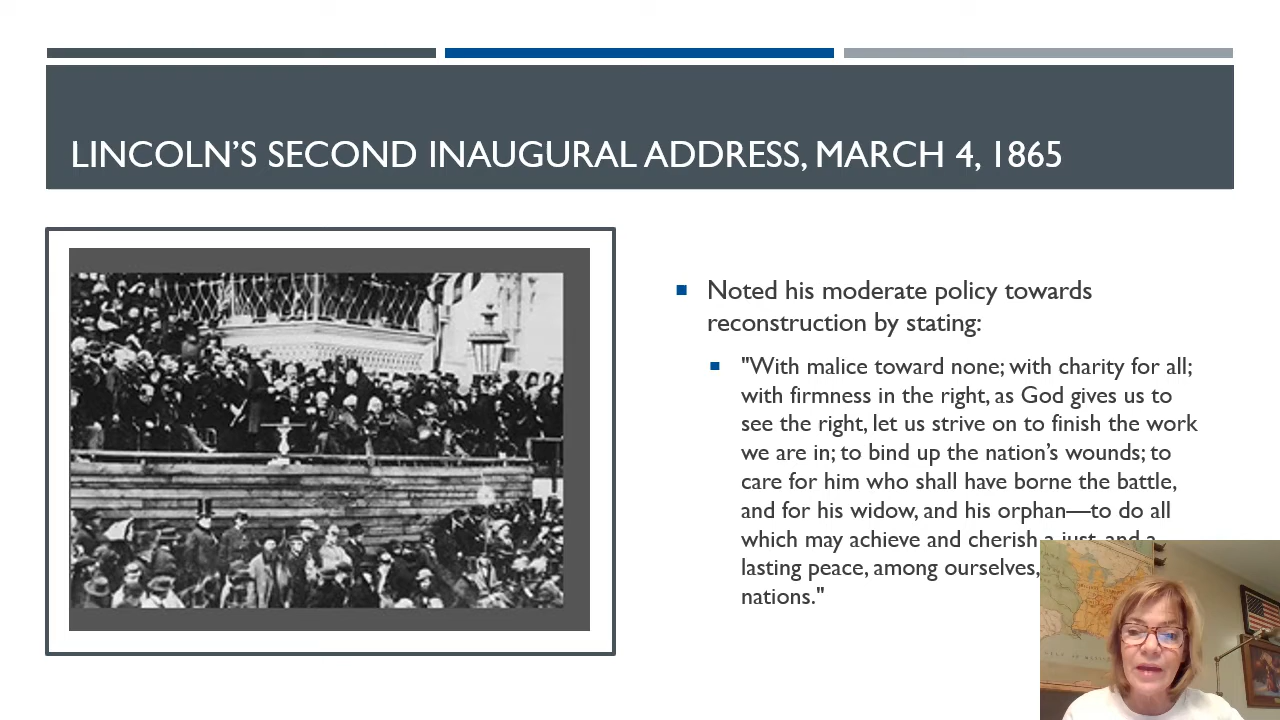 LINCOLN'S SECOND INAUGURAL ADDRESS, MARCH 4, 1865
Noted his moderate policy towards
reconstruction by stating:
"With malice toward none; with charity for all;
with firmness in the right, as God gives us to
see the right, let us strive on to finish the work
we are in; to bind up the nation's wounds; to
care for him who shall have borne the battle,
and for his widow, and his orphan—to do all
which may achieve and cherish a just, and a
lasting peace, among ourselves,
nations."